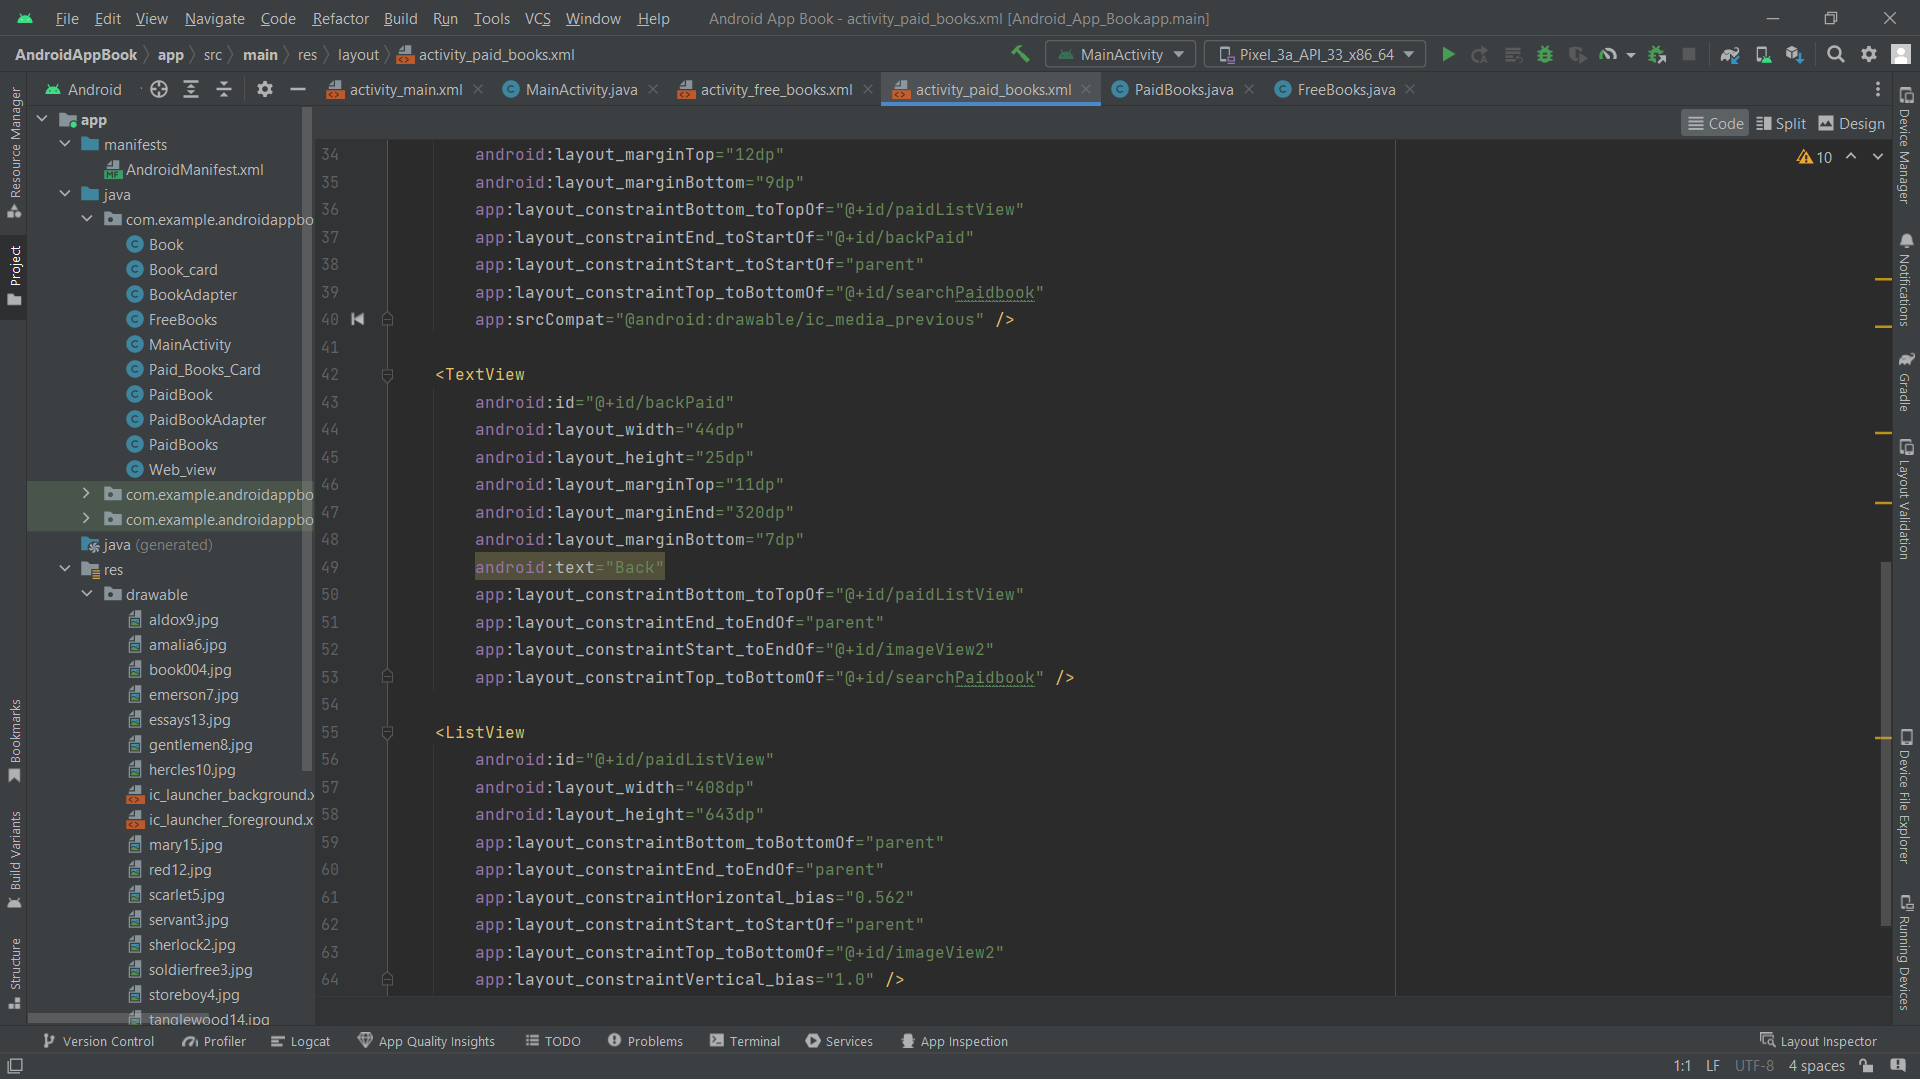 File Edit View Navigate Code Refactor Build Run Tools VCS Window Help Android App Book - activity_paid_books.xml [Android_App_Book.app.main]
AndroidAppBook app src main res layout activity_paid_books.xml MainActivity Pixel_3a_API_33_x86_64
Android activity_main.xml MainActivity.java activity_free_books.xml activity_paid_books.xml PaidBooks.java FreeBooks.java
Code Split Design
10
Resource Manager
Project
Bookmarks
Build Variants
Structure
app
manifests
AndroidManifest.xml
java
com.example.androidappbo
Book
Book_card
BookAdapter
FreeBooks
MainActivity
Paid_Books_Card
PaidBook
PaidBookAdapter
PaidBooks
Web_view
com.example.androidappbo
com.example.androidappbo
java (generated)
res
drawable
aldox9.jpg
amalia6.jpg
book004.jpg
emerson7.jpg
essays13.jpg
gentlemen8.jpg
hercles10.jpg
ic_launcher_background.x
ic_launcher_foreground.x
mary15.jpg
red12.jpg
scarlet5.jpg
servant3.jpg
sherlock2.jpg
soldierfree3.jpg
storeboy4.jpg
tanglewood14.jpg
34 android:layout_marginTop="12dp"
35 android:layout_marginBottom="9dp"
36 app:layout_constraintBottom_toTopOf="@+id/paidListView"
37 app:layout_constraintEnd_toStartOf="@+id/backPaid"
38 app:layout_constraintStart_toStartOf="parent"
39 app:layout_constraintTop_toBottomOf="@+id/searchPaidbook"
40 app:srcCompat="@android:drawable/ic_media_previous" />
41
42 <TextView
43 android:id="@+id/backPaid"
44 android:layout_width="44dp"
45 android:layout_height="25dp"
46 android:layout_marginTop="11dp"
47 android:layout_marginEnd="320dp"
48 android:layout_marginBottom="7dp"
49 android:text="Back"
50 app:layout_constraintBottom_toTopOf="@+id/paidListView"
51 app:layout_constraintEnd_toEndOf="parent"
52 app:layout_constraintStart_toEndOf="@+id/imageView2"
53 app:layout_constraintTop_toBottomOf="@+id/searchPaidbook" />
54
55 <ListView
56 android:id="@+id/paidListView"
57 android:layout_width="408dp"
58 android:layout_height="643dp"
59 app:layout_constraintBottom_toBottomOf="parent"
60 app:layout_constraintEnd_toEndOf="parent"
61 app:layout_constraintHorizontal_bias="0.562"
62 app:layout_constraintStart_toStartOf="parent"
63 app:layout_constraintTop_toBottomOf="@+id/imageView2"
64 app:layout_constraintVertical_bias="1.0" />
Device Manager
Notifications
Gradle
Layout Validation
Device File Explorer
Running Devices
Version Control Profiler Logcat App Quality Insights TODO Problems Terminal Services App Inspection Layout Inspector
1:1 LF UTF-8 4 spaces